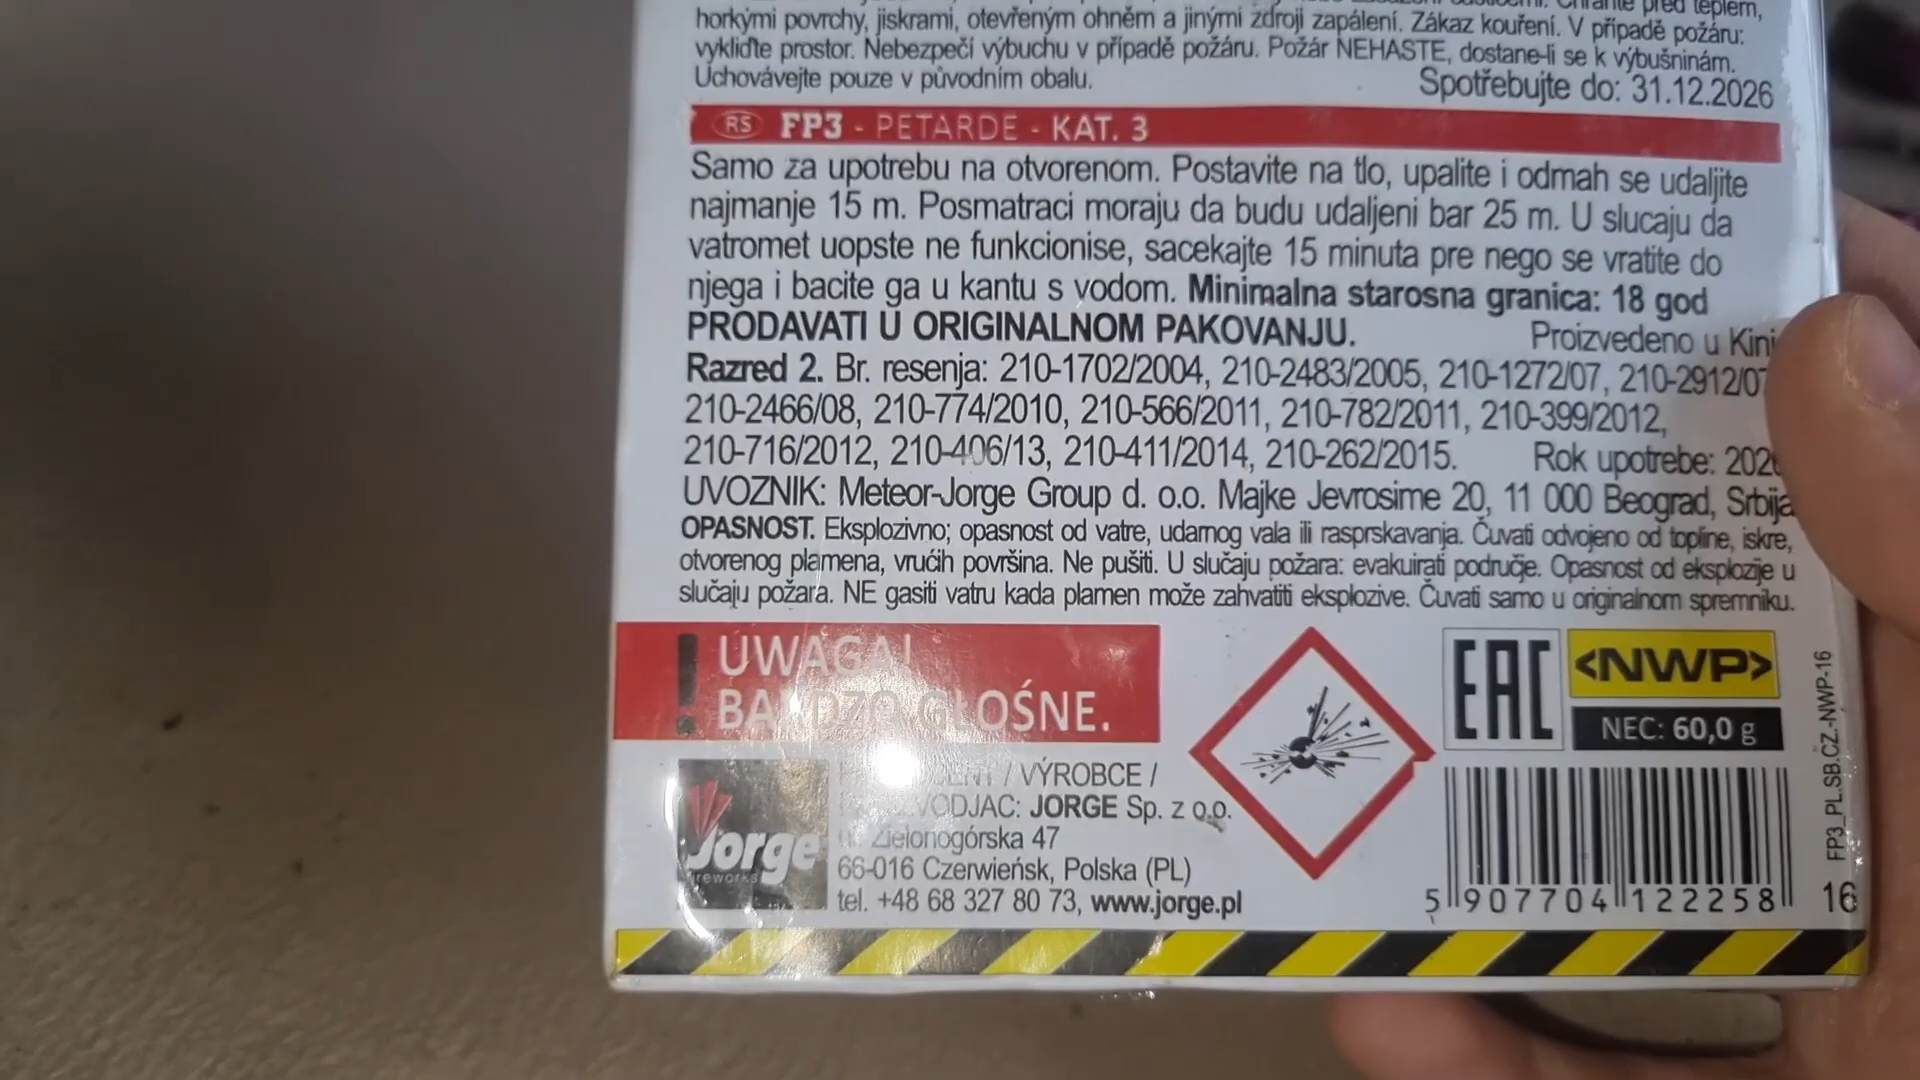 horkými povrchy, jiskrami, otevřeným ohněm a jinými zdroji zapálení. Zákaz kouření. V případě požáru:
vykliďte prostor. Nebezpečí výbuchu v případě požáru. Požár NEHASTE, dostane-li se k výbušninám.
Uchovávejte pouze v původním obalu.
Spotřebujte do: 31.12.2026
RS FP3 - PETARDE - KAT. 3
Samo za upotrebu na otvorenom. Postavite na tlo, upalite i odmah se udaljite
najmanje 15 m. Posmatraci moraju da budu udaljeni bar 25 m. U slucaju da
vatromet uopste ne funkcionise, sacekajte 15 minuta pre nego se vratite do
njega i bacite ga u kantu s vodom. Minimalna starosna granica: 18 god
PRODAVATI U ORIGINALNOM PAKOVANJU. Proizvedeno u
Razred 2. Br. resenja: 210-1702/2004, 210-2483/2005, 210-1272/07, 210-2912/07
210-2466/08, 210-774/2010, 210-566/2011, 210-782/2011, 210-399/2012,
210-716/2012, 210-406/13, 210-411/2014, 210-262/2015. Rok upotrebe:
UVOZNIK: Meteor-Jorge Group d. o.o. Majke Jevrosime 20, 11 000 Beograd, Srbija
OPASNOST. Eksplozivno; opasnost od vatre, udarnog vala ili rasprskavanja. Čuvati odvojeno od topline, iskre,
otvorenog plamena, vrućih površina. Ne pušiti. U slučaju požara: evakuirati područje. Opasnost od eksplozije u
slučaju požara. NE gasiti vatru kada plamen može zahvatiti eksplozive. Čuvati samo u originalnom spremniku.
! UWAGA!
BARDZO GŁOŚNE.
EAC
<NWP>
NEC: 60,0 g
Jorge
/ VÝROBCE /
JORGE Sp. z o.o.
ul. Zielonogórska 47
66-016 Czerwieńsk, Polska (PL)
tel. +48 68 327 80 73, www.jorge.pl
5 907704 122258 16
FP3_PL.SB.CZ.-NWP-16